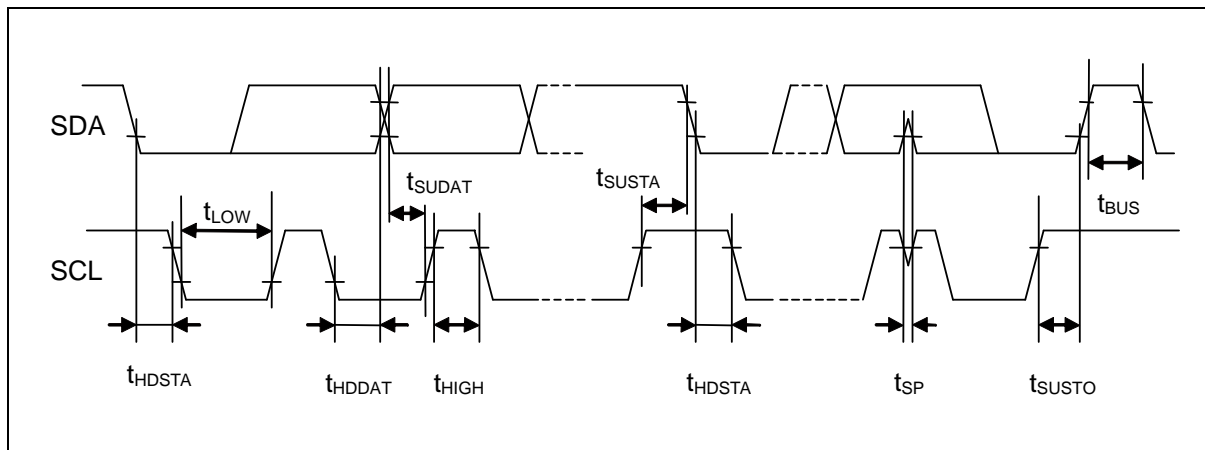 SDA
tSUDAT
tSUSTA
tBUS
tLOW
SCL
tHDSTA
tHDDAT
tHIGH
tHDSTA
tSP
tSUSTO